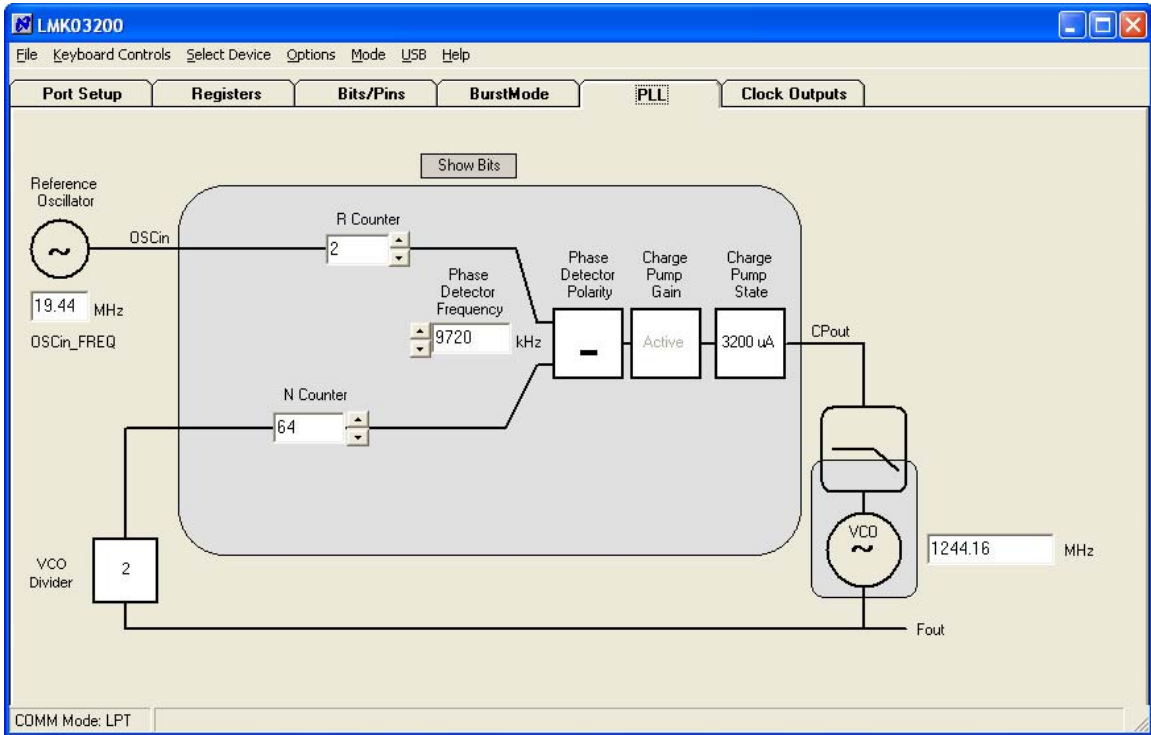 LMK03200
File Keyboard Controls Select Device Options Mode USB Help
Port Setup Registers Bits/Pins BurstMode PLL Clock Outputs
Show Bits
Reference
Oscillator
OSCin
19.44 MHz
OSCin_FREQ
R Counter
2
Phase
Detector
Frequency
9720 kHz
Phase
Detector
Polarity
-
Charge
Pump
Gain
Active
Charge
Pump
State
3200 uA
CPout
N Counter
64
VCO
Divider
2
VCO
1244.16 MHz
Fout
COMM Mode: LPT